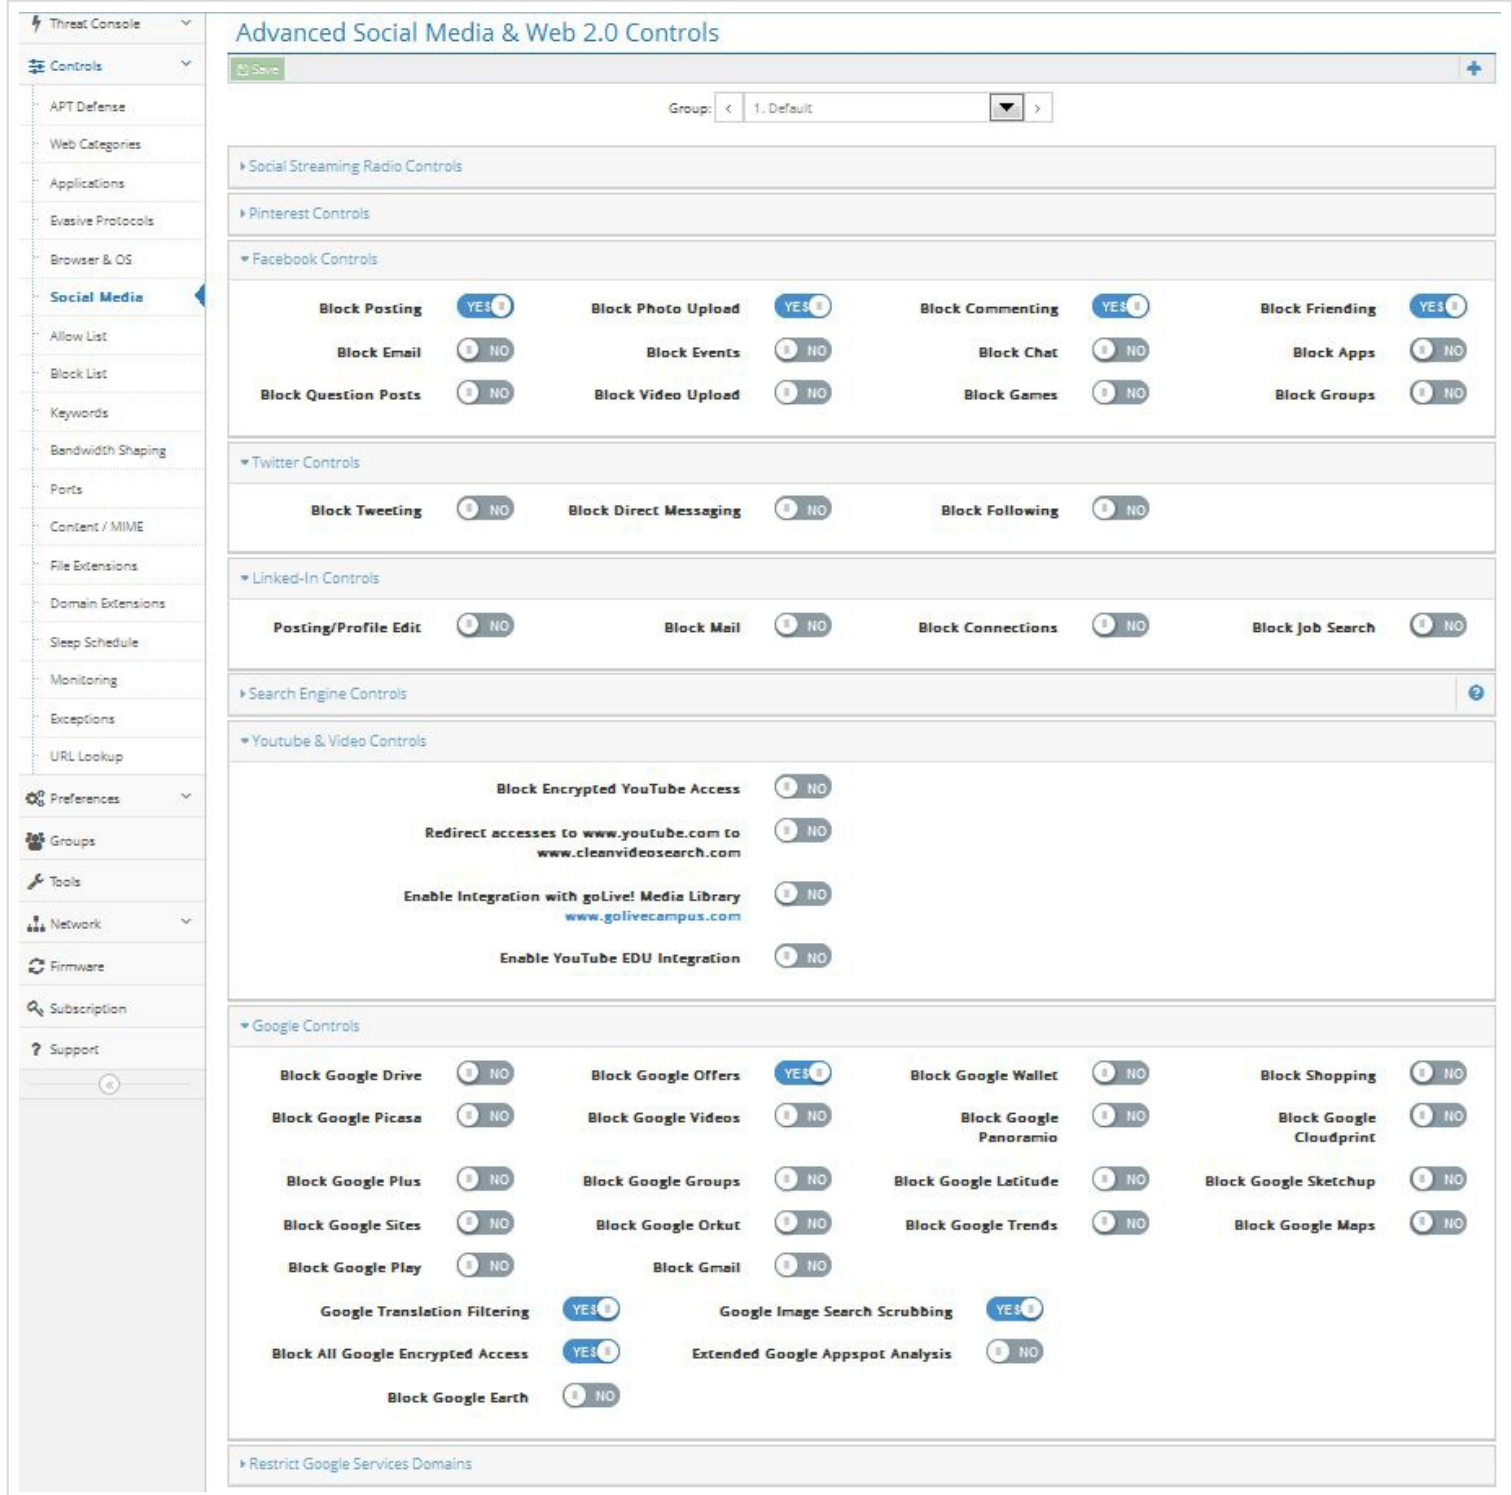 Threat Console
Controls
APT Defense
Web Categories
Applications
Evasive Protocols
Browser & OS
Social Media
Allow List
Block List
Keywords
Bandwidth Shaping
Ports
Content / MIME
File Extensions
Domain Extensions
Sleep Schedule
Monitoring
Exceptions
URL Lookup
Preferences
Groups
Tools
Network
Firmware
Subscription
Support
Advanced Social Media & Web 2.0 Controls
Save
Group: < 1. Default >
Social Streaming Radio Controls
Pinterest Controls
Facebook Controls
Block Posting YES Block Photo Upload YES Block Commenting YES Block Friending YES
Block Email NO Block Events NO Block Chat NO Block Apps NO
Block Question Posts NO Block Video Upload NO Block Games NO Block Groups NO
Twitter Controls
Block Tweeting NO Block Direct Messaging NO Block Following NO
Linked-In Controls
Posting/Profile Edit NO Block Mail NO Block Connections NO Block Job Search NO
Search Engine Controls
Youtube & Video Controls
Block Encrypted YouTube Access NO
Redirect accesses to www.youtube.com to NO
www.cleanvideosearch.com
Enable Integration with goLive! Media Library NO
www.golivecampus.com
Enable YouTube EDU Integration NO
Google Controls
Block Google Drive NO Block Google Offers YES Block Google Wallet NO Block Shopping NO
Block Google Picasa NO Block Google Videos NO Block Google NO Block Google NO
Panoramio Cloudprint
Block Google Plus NO Block Google Groups NO Block Google Latitude NO Block Google Sketchup NO
Block Google Sites NO Block Google Orkut NO Block Google Trends NO Block Google Maps NO
Block Google Play NO Block Gmail NO
Google Translation Filtering YES Google Image Search Scrubbing YES
Block All Google Encrypted Access YES Extended Google Appspot Analysis NO
Block Google Earth NO
Restrict Google Services Domains